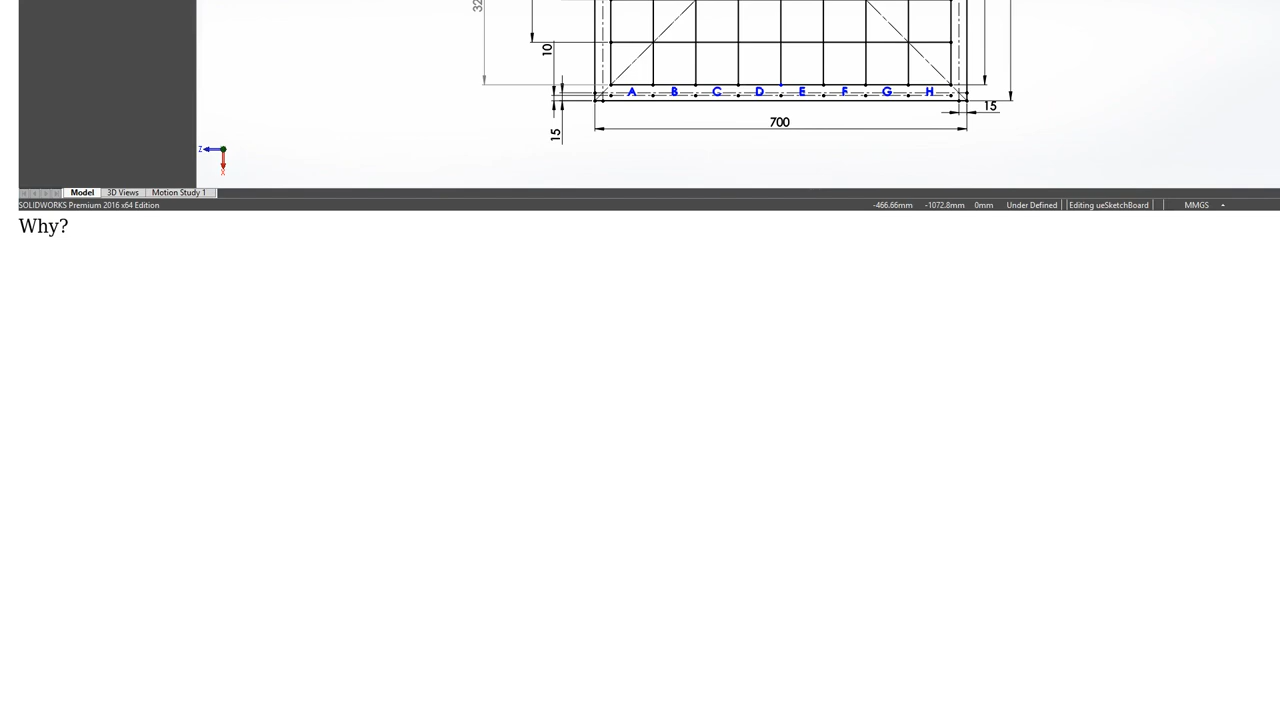 32
10
A B C D E F G H
15
700
15
Z
X
Model 3D Views Motion Study 1
SOLIDWORKS Premium 2016 x64 Edition -466.66mm -1072.8mm 0mm Under Defined Editing ueSketchBoard MMGS
Why?